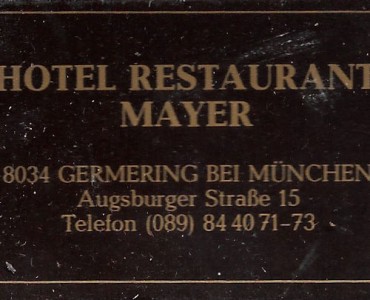 HOTEL RESTAURANT
MAYER
8034 GERMERING BEI MÜNCHEN
Augsburger Straße 15
Telefon (089) 84 40 71-73